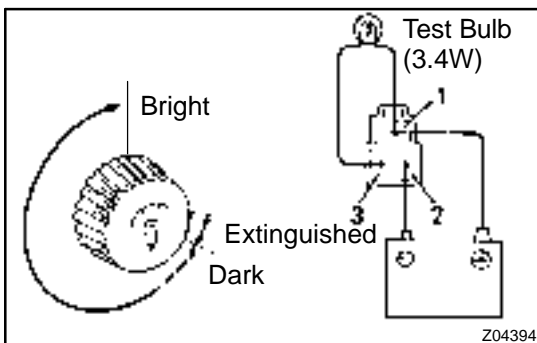 Test Bulb
(3.4W)
Bright
1
3
2
Extinguished
Dark
Z04394